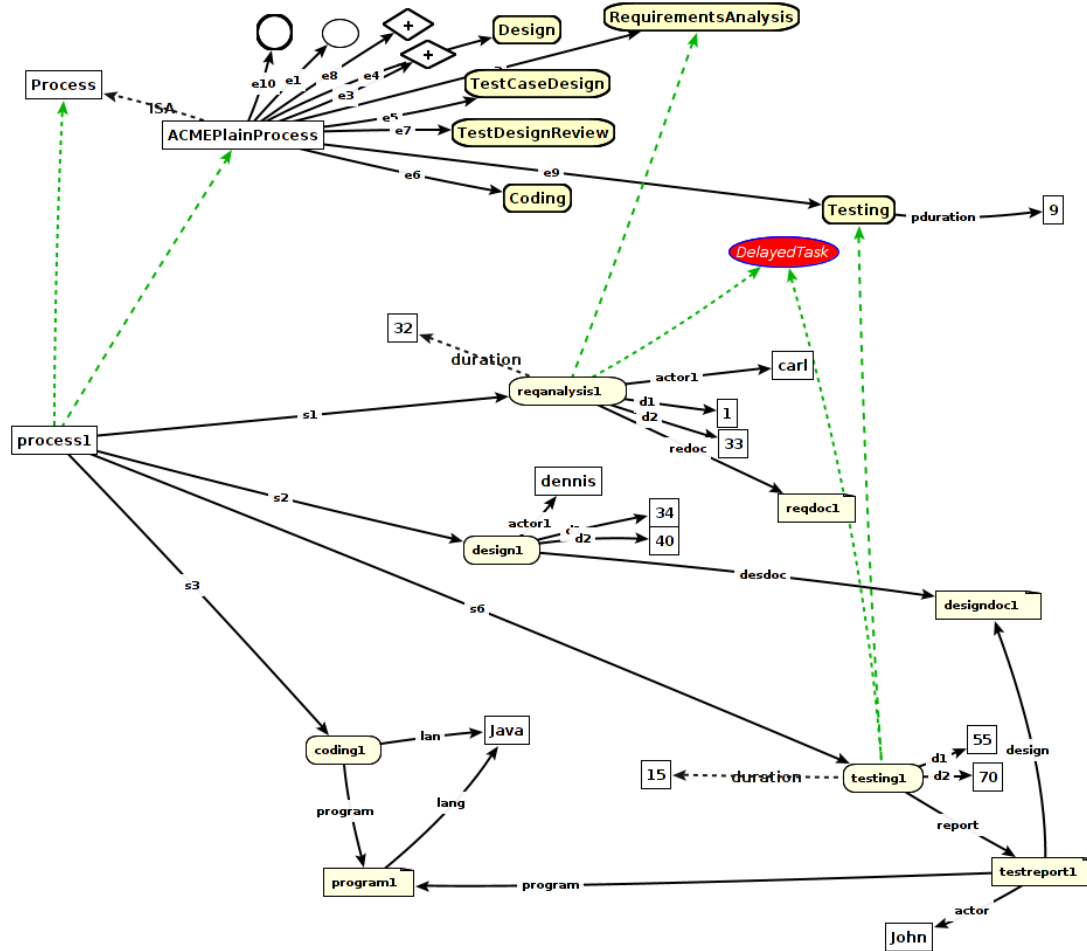 RequirementsAnalysis
+
Design
+
e8
e4
e1
e3
e10
Process
ISA
TestCaseDesign
e5
ACMEPlainProcess
e7
TestDesignReview
e6
e9
Coding
Testing
pduration
9
DelayedTask
32
duration
carl
actor1
reqanalysis1
d1
1
d2
33
redoc
s1
process1
reqdoc1
dennis
s2
actor1
34
d2
40
design1
desdoc
s3
designdoc1
s6
Java
lan
coding1
55
d1
design
15
duration
testing1
d2
70
program
lang
report
program1
program
testreport1
actor
John